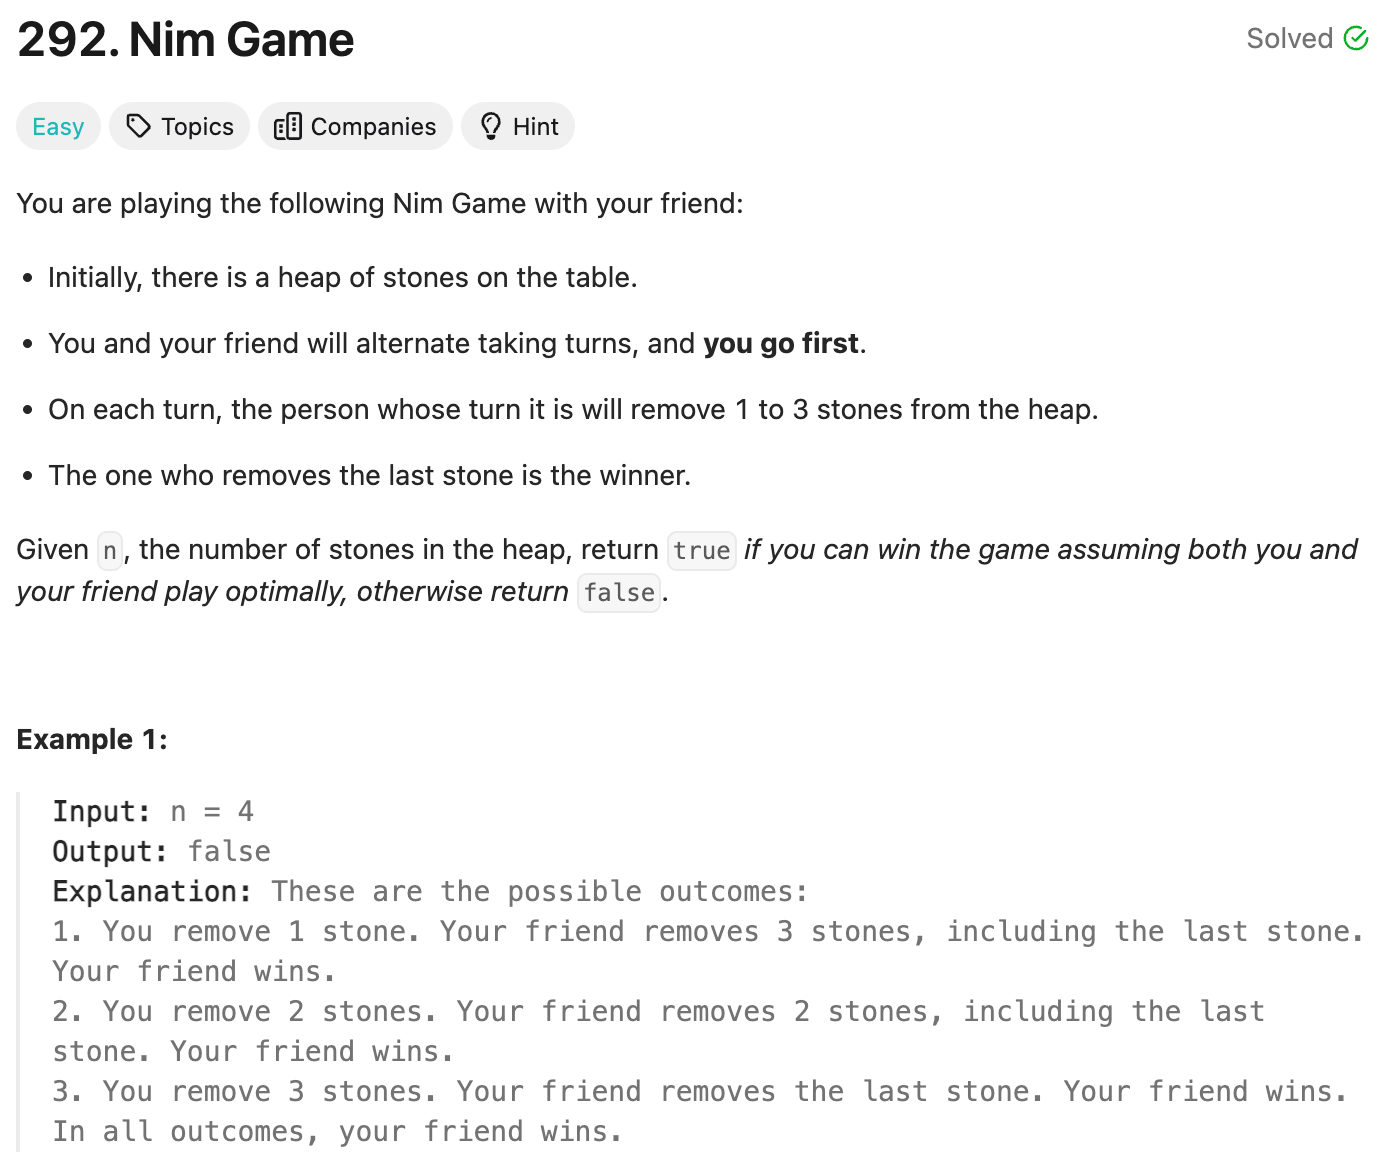 292. Nim Game
Solved
Easy
Topics
Companies
Hint
You are playing the following Nim Game with your friend:
• Initially, there is a heap of stones on the table.
• You and your friend will alternate taking turns, and you go first.
• On each turn, the person whose turn it is will remove 1 to 3 stones from the heap.
• The one who removes the last stone is the winner.
Given n, the number of stones in the heap, return true if you can win the game assuming both you and
your friend play optimally, otherwise return false.
Example 1:
Input: n = 4
Output: false
Explanation: These are the possible outcomes:
1. You remove 1 stone. Your friend removes 3 stones, including the last stone.
Your friend wins.
2. You remove 2 stones. Your friend removes 2 stones, including the last
stone. Your friend wins.
3. You remove 3 stones. Your friend removes the last stone. Your friend wins.
In all outcomes, your friend wins.